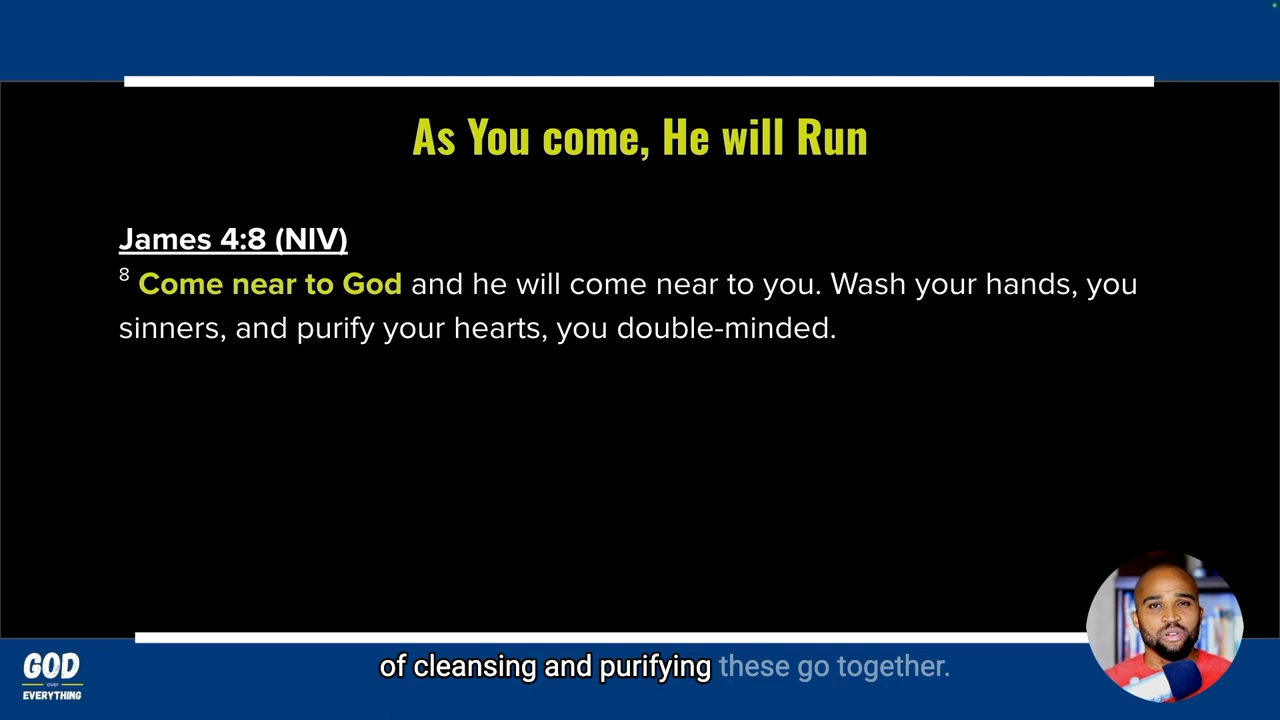 As You come, He will Run
James 4:8 (NIV)
8 Come near to God and he will come near to you. Wash your hands, you
sinners, and purify your hearts, you double-minded.
of cleansing and purifying these go together.
GOD
OVER
EVERYTHING